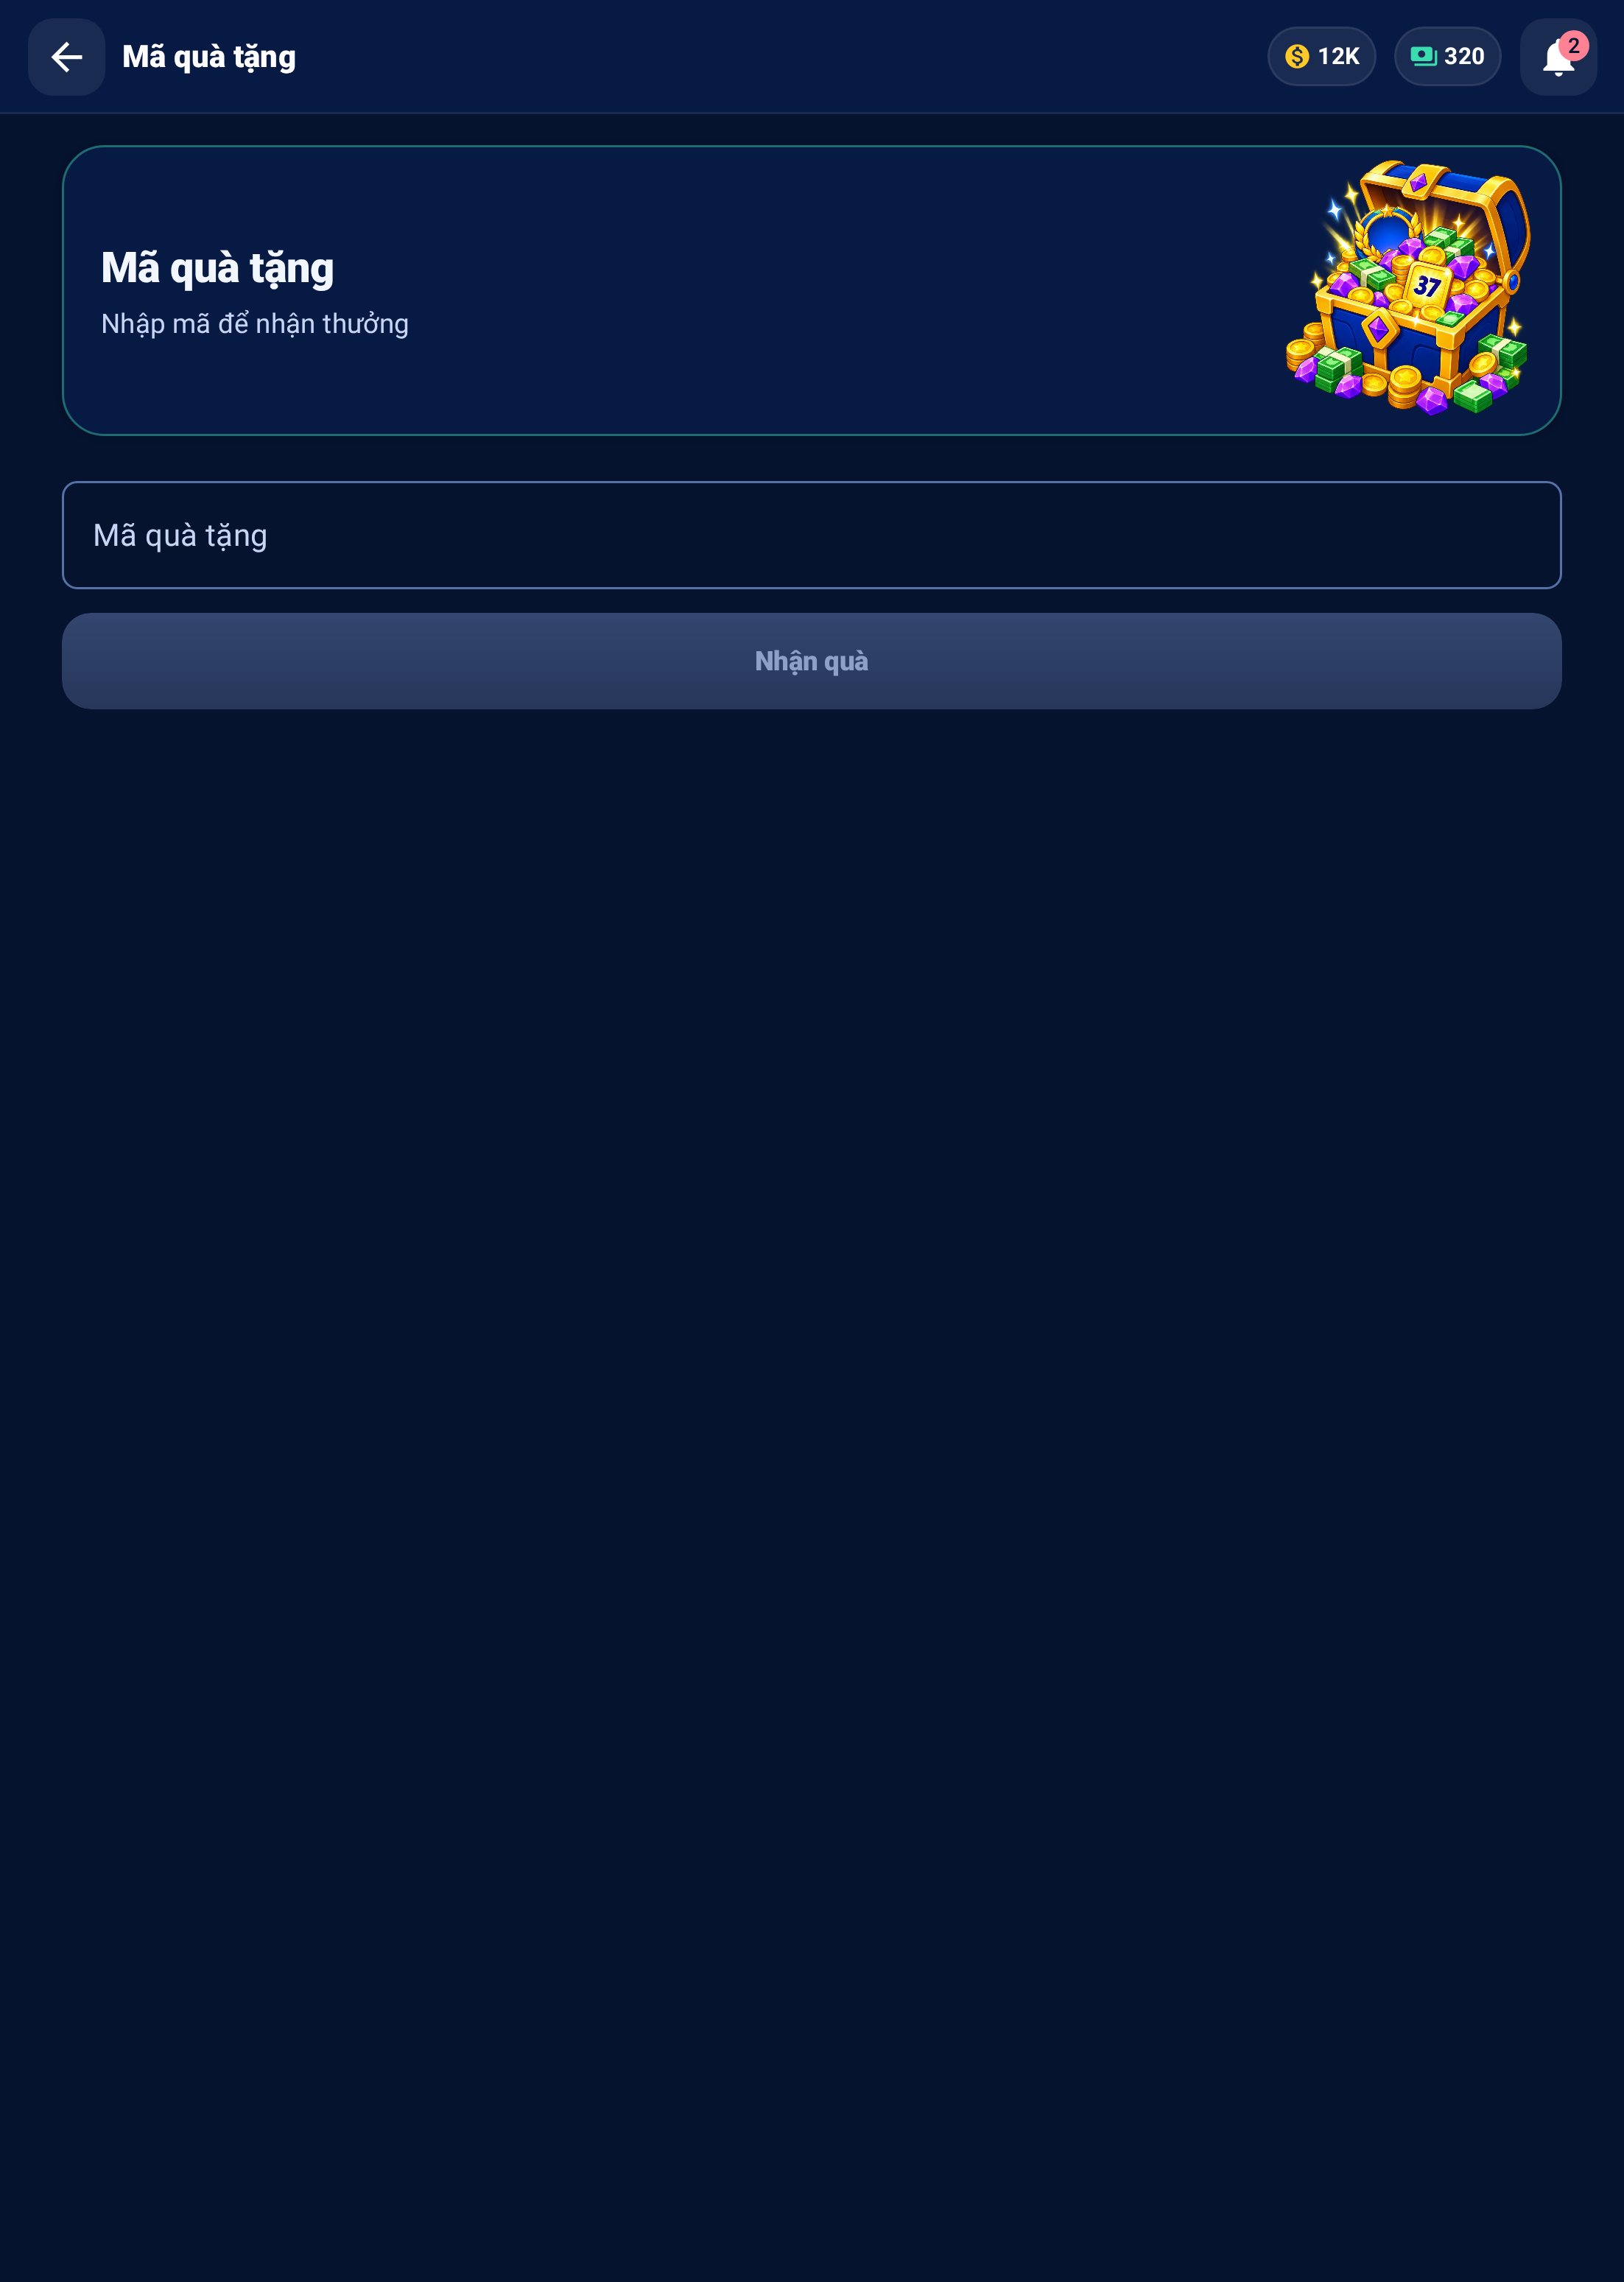 Mã quà tặng
12K
320
2
Mã quà tặng
Nhập mã để nhận thưởng
37
Mã quà tặng
Nhận quà